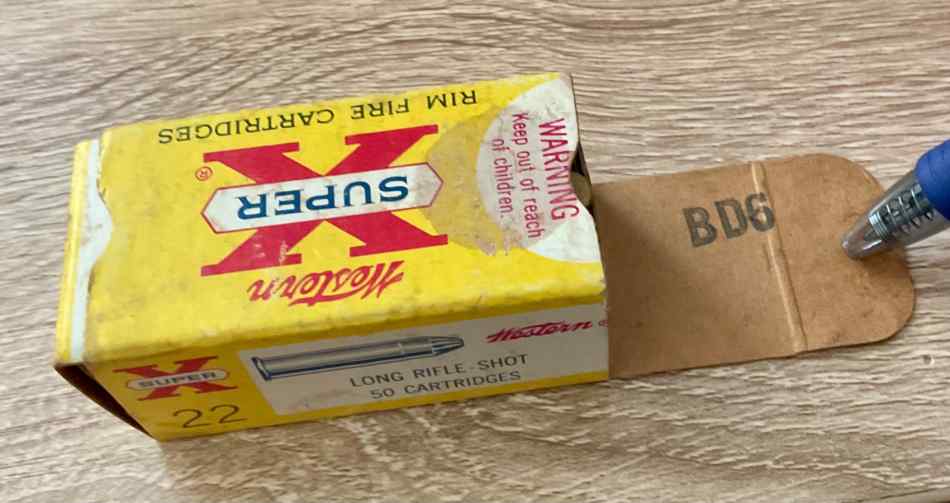 RIM FIRE CARTRIDGES
SUPER X ®
Western
WARNING
Keep out of reach
of children.
BD6
Western ®
SUPER X
22
LONG RIFLE-SHOT
50 CARTRIDGES